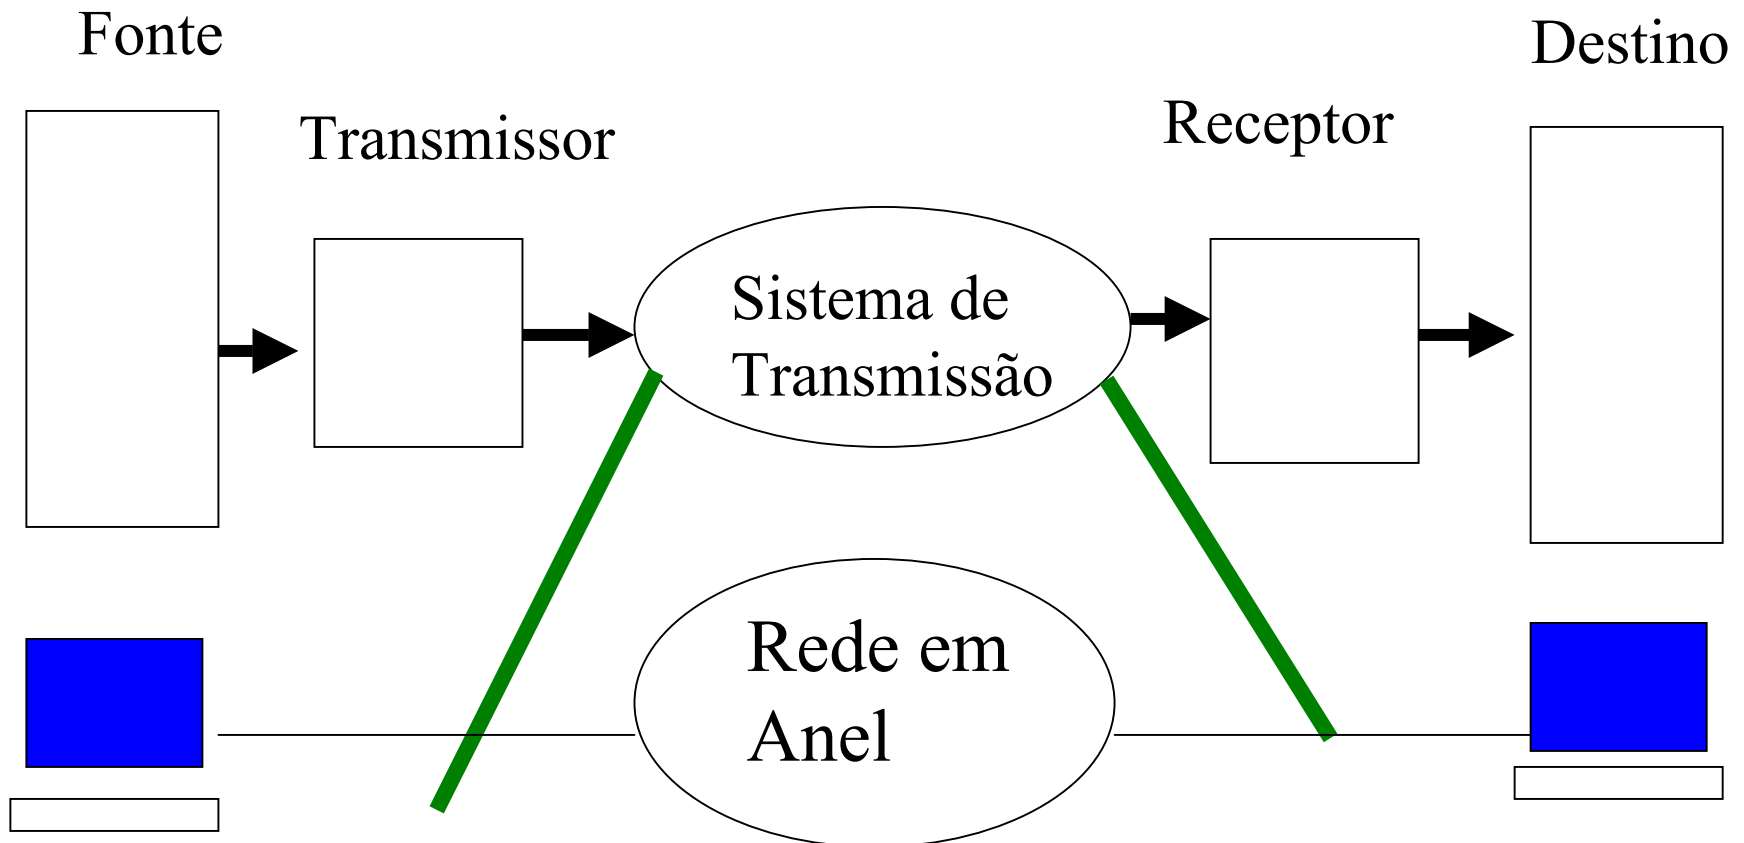 Fonte
Destino
Transmissor
Receptor
Sistema de
Transmissão
Rede em
Anel